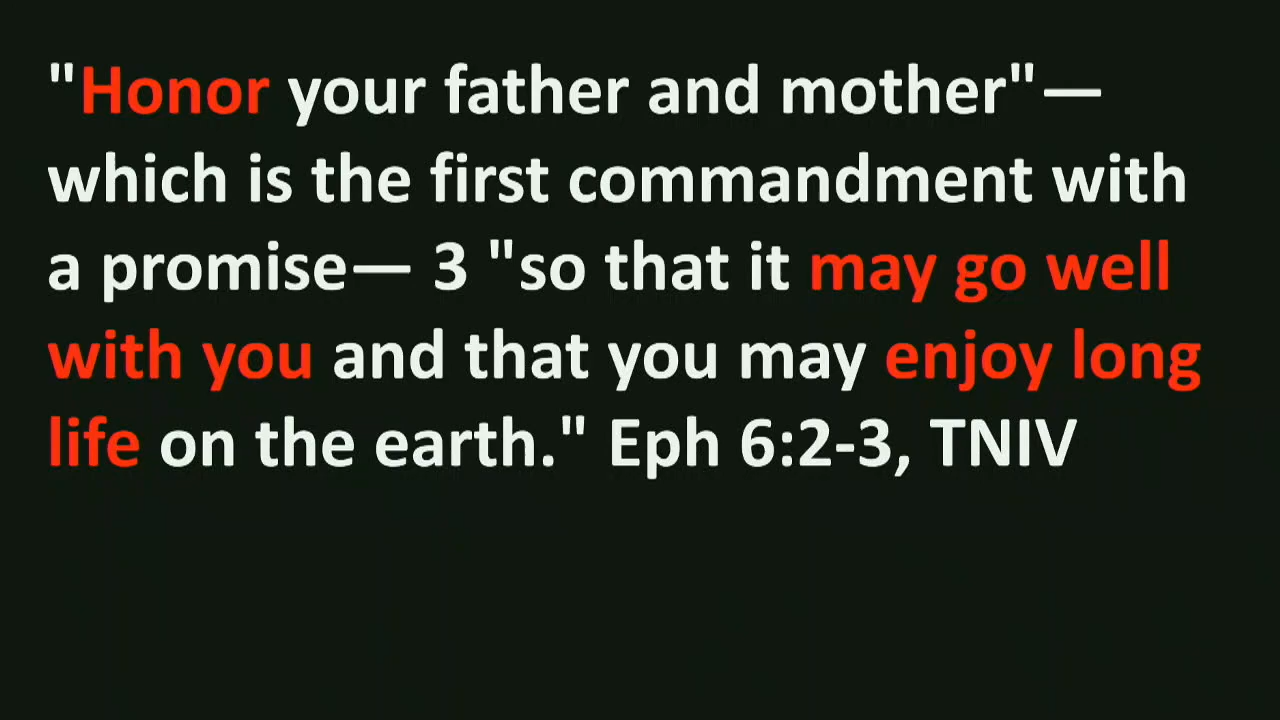 "Honor your father and mother"—
which is the first commandment with
a promise— 3 "so that it may go well
with you and that you may enjoy long
life on the earth." Eph 6:2-3, TNIV